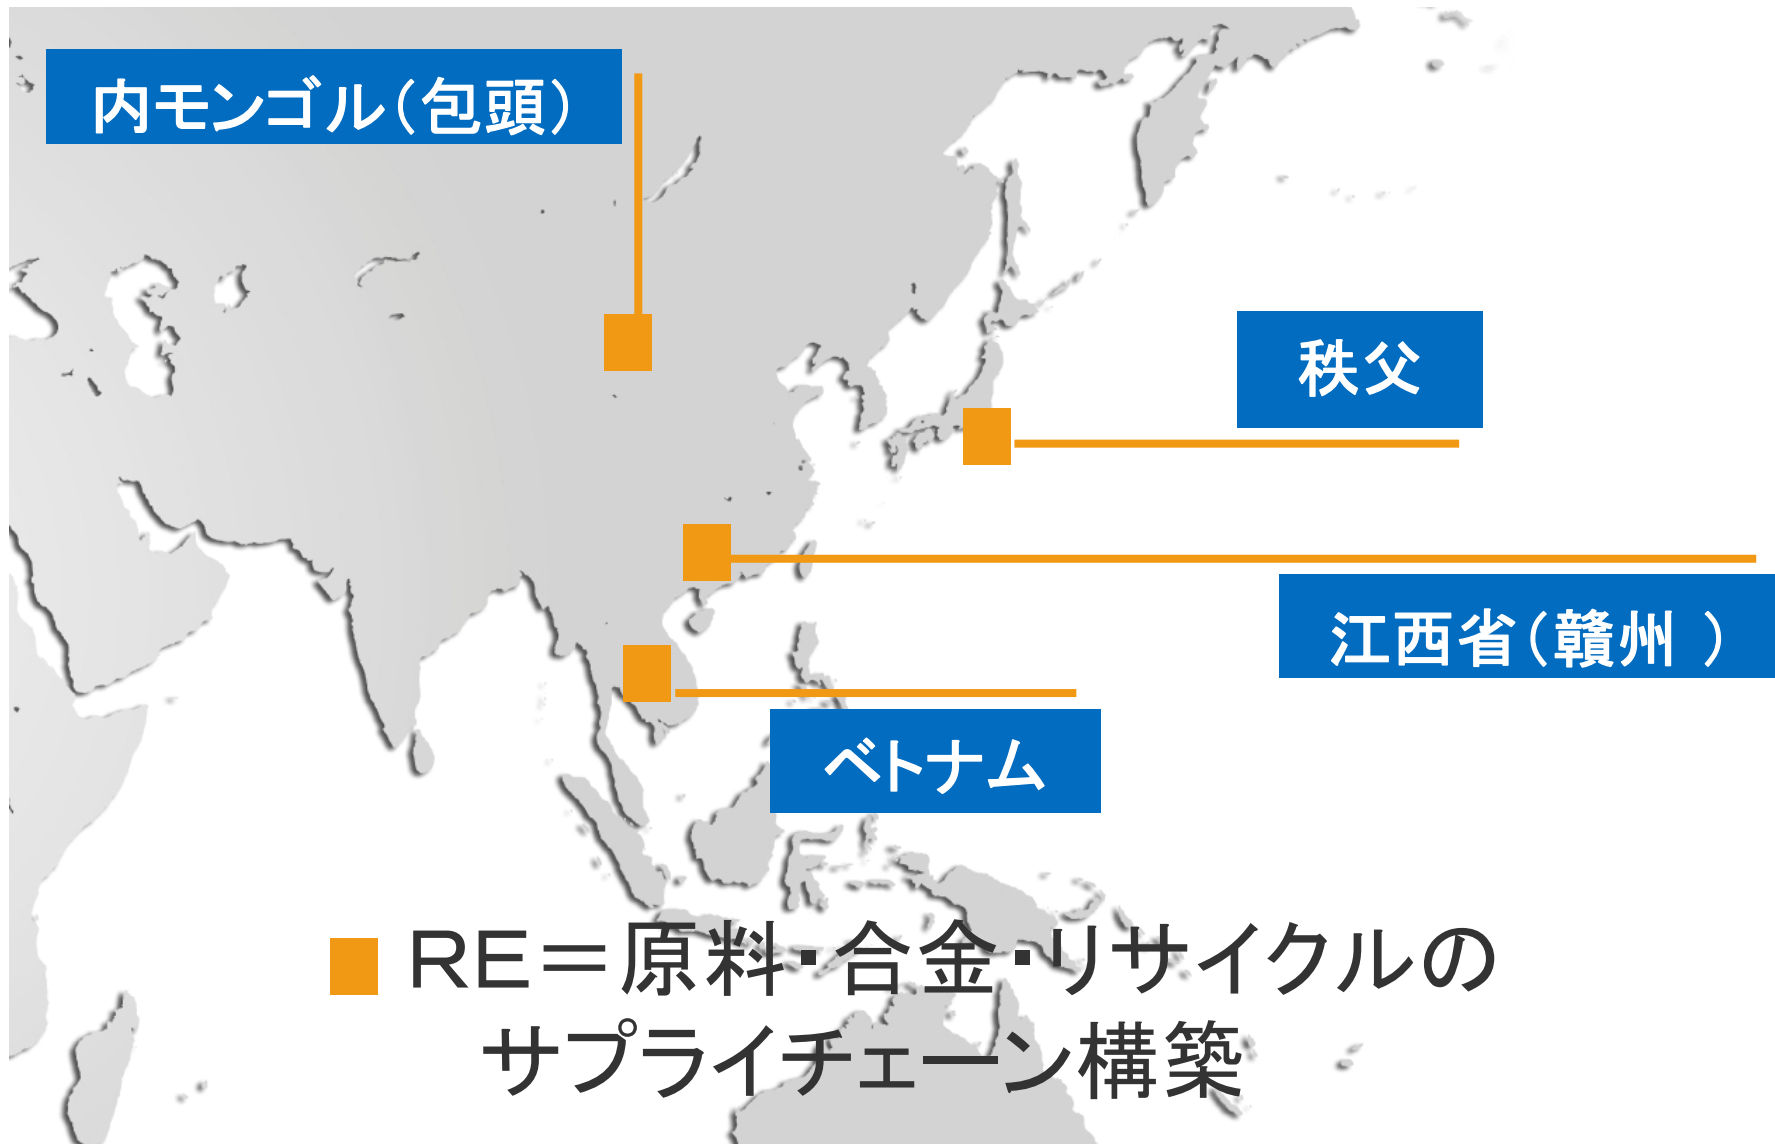 内モンゴル（包頭）
秩父
江西省（贛州 ）
ベトナム
RE＝原料・合金・リサイクルの
サプライチェーン構築